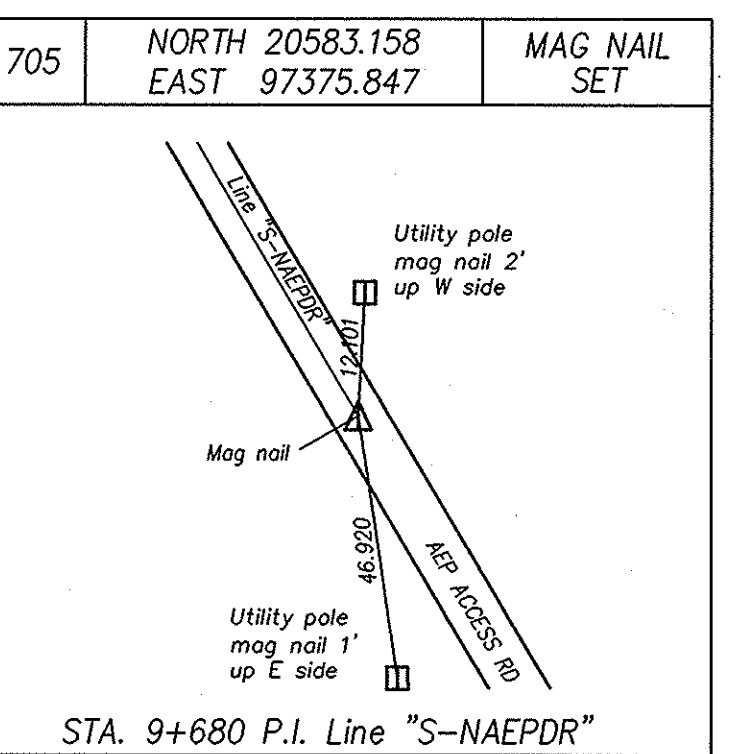 705
NORTH 20583.158
EAST 97375.847
MAG NAIL
SET
Line "S-NAEPDR"
Utility pole
mag nail 2'
up W side
12.101
Mag nail
46.920
AEP ACCESS RD
Utility pole
mag nail 1'
up E side
STA. 9+680 P.I. Line "S-NAEPDR"